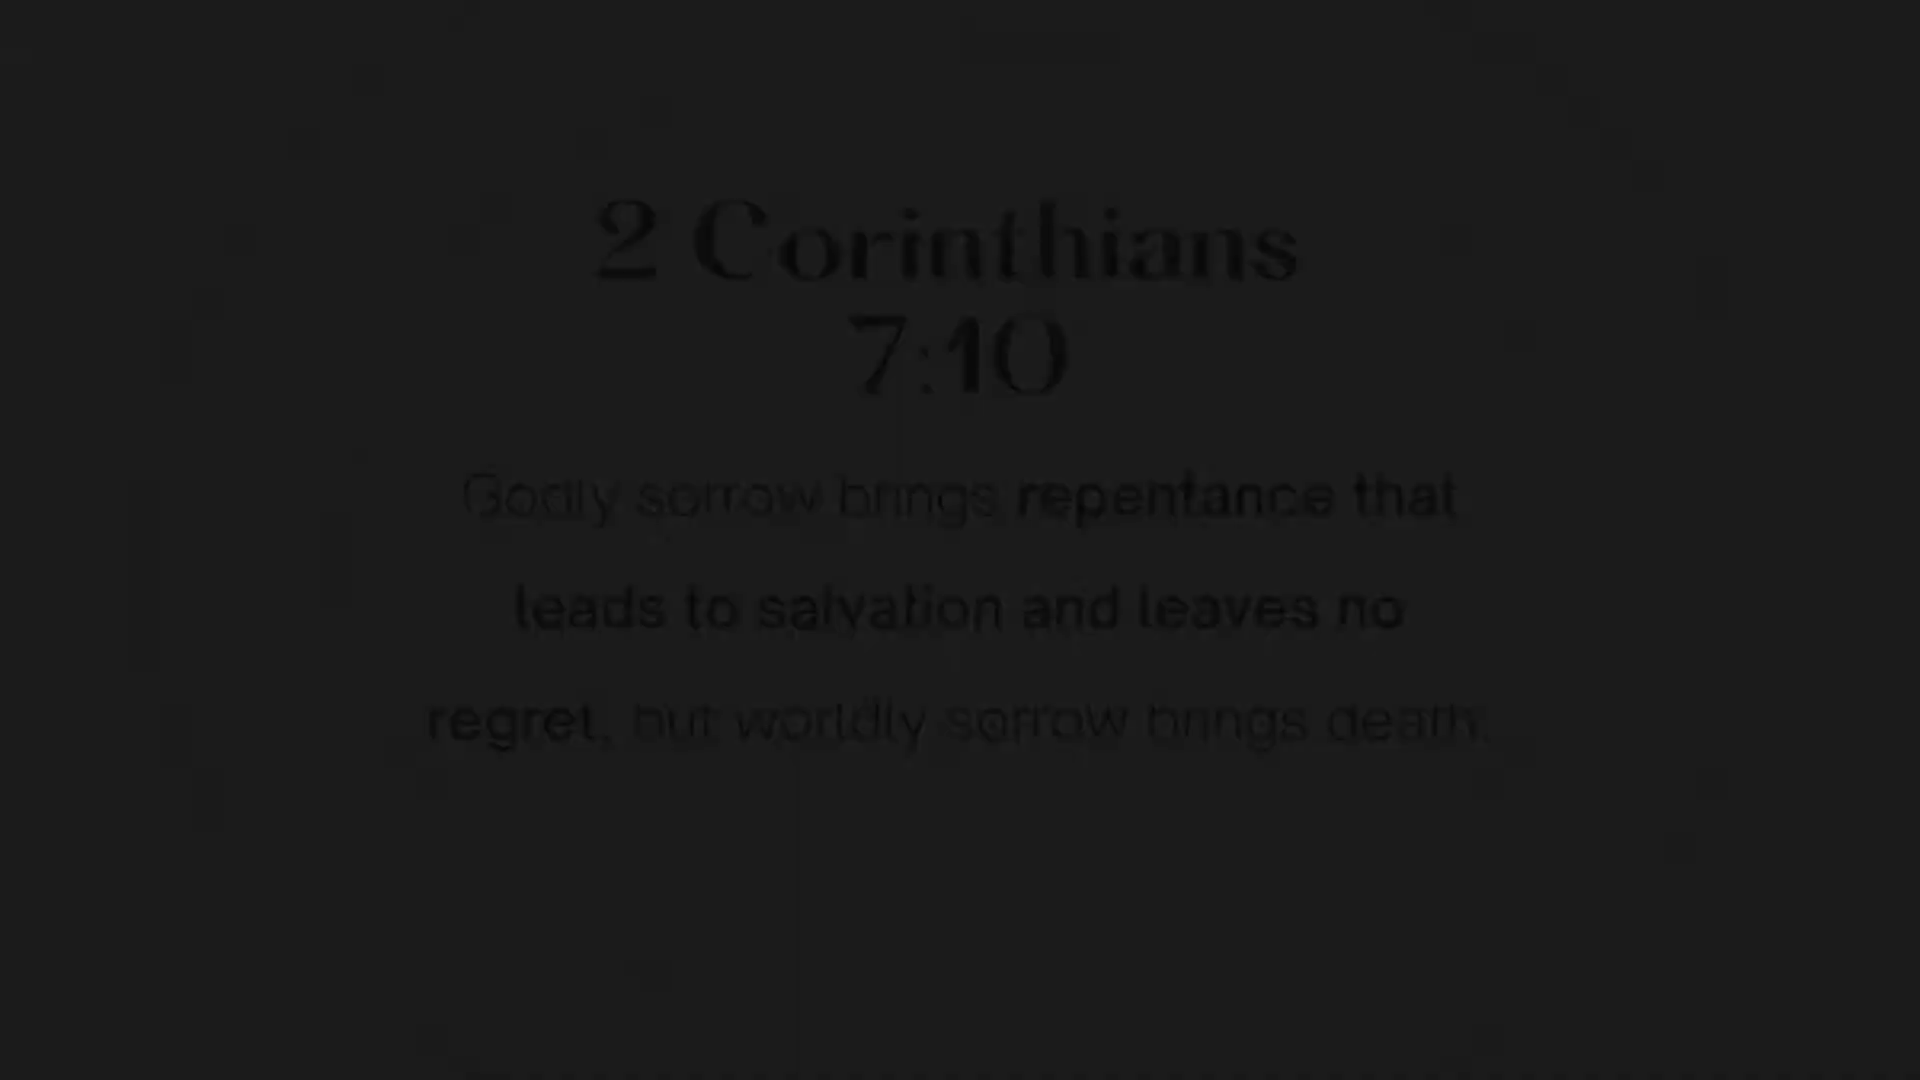 2 Corinthians
7:10
Godly sorrow brings repentance that
leads to salvation and leaves no
regret, but worldly sorrow brings death.